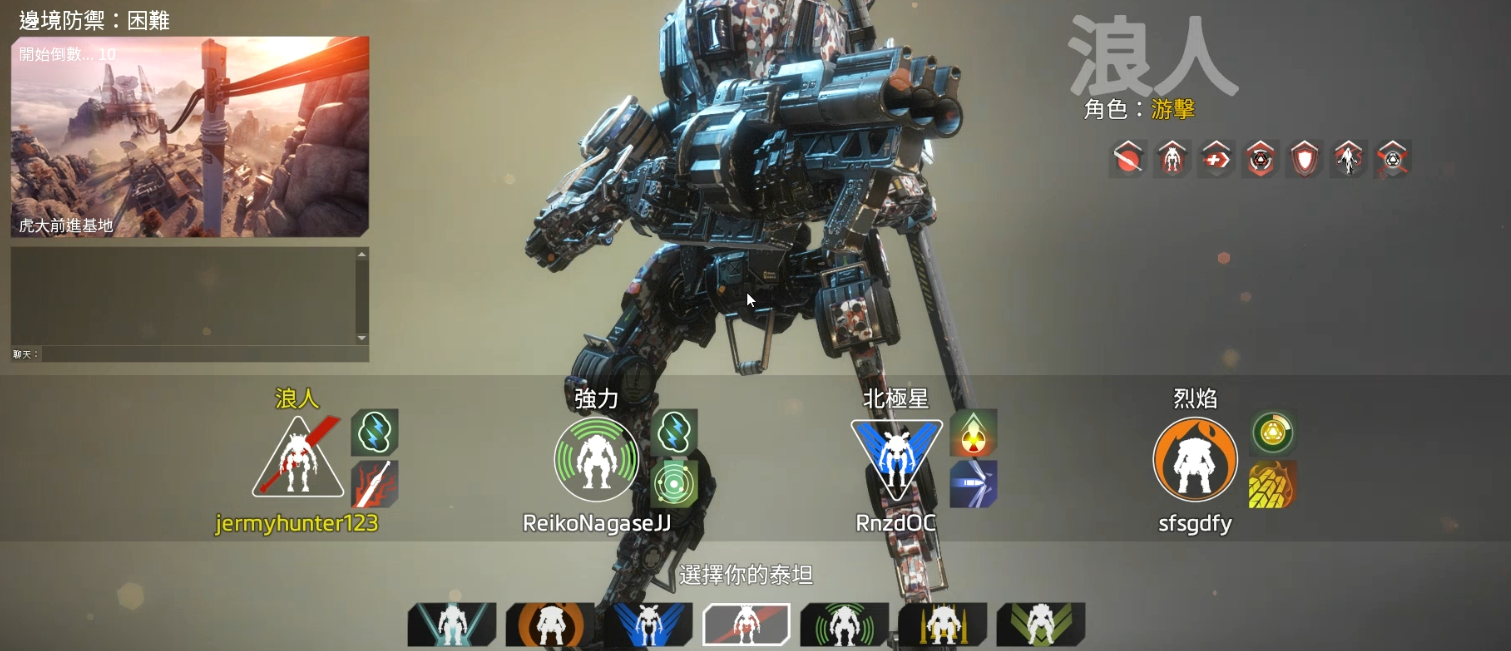 邊境防禦：困難
開始倒數... 10
虎大前進基地
聊天：
浪人
角色：游擊
浪人
強力
北極星
烈焰
jermyhunter123
ReikoNagaseJJ
RnzdOC
sfsgdfy
選擇你的泰坦